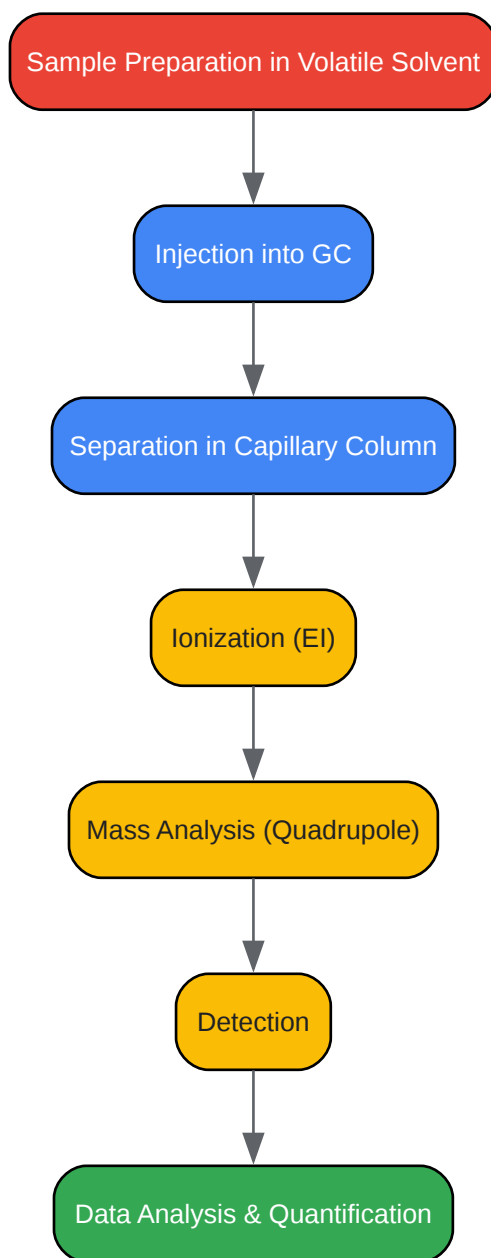 Sample Preparation in Volatile Solvent
Injection into GC
Separation in Capillary Column
Ionization (EI)
Mass Analysis (Quadrupole)
Detection
Data Analysis & Quantification